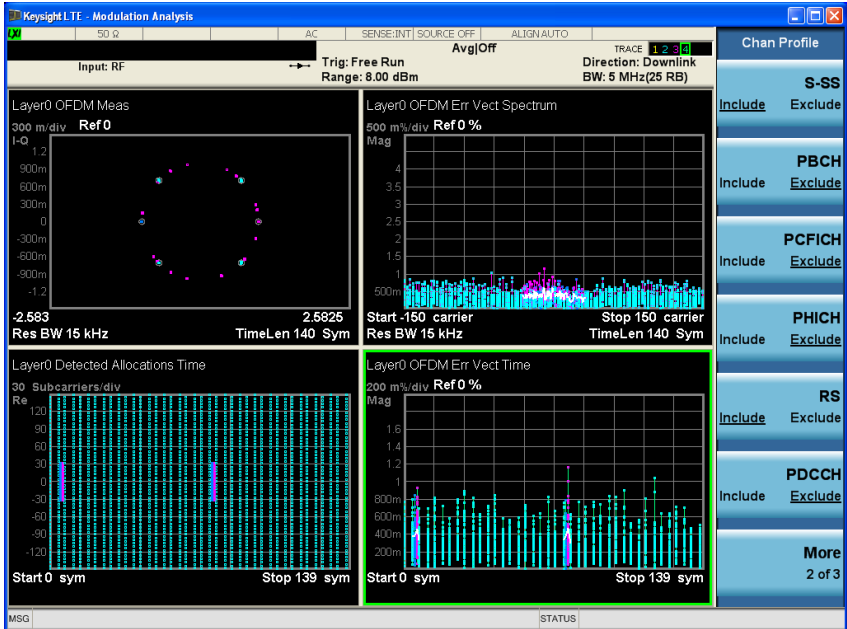 Keysight LTE - Modulation Analysis
LXI 50 Ω AC SENSE:INT SOURCE OFF ALIGN AUTO
Avg|Off TRACE 1 2 3 4
Input: RF Trig: Free Run Direction: Downlink
Range: 8.00 dBm BW: 5 MHz(25 RB)
Layer0 OFDM Meas
300 m/div Ref 0
I-Q
1.2
900m
600m
300m
0
-300m
-600m
-900m
-1.2
-2.583 2.5825
Res BW 15 kHz TimeLen 140 Sym
Layer0 OFDM Err Vect Spectrum
500 m%/div Ref 0 %
Mag
4
3.5
3
2.5
2
1.5
1
500m
Start -150 carrier Stop 150 carrier
Res BW 15 kHz TimeLen 140 Sym
Layer0 Detected Allocations Time
30 Subcarriers/div
Re
120
90
60
30
0
-30
-60
-90
-120
Start 0 sym Stop 139 sym
Layer0 OFDM Err Vect Time
200 m%/div Ref 0 %
Mag
1.6
1.4
1.2
1
800m
600m
400m
200m
Start 0 sym Stop 139 sym
Chan Profile
S-SS
Include Exclude
PBCH
Include Exclude
PCFICH
Include Exclude
PHICH
Include Exclude
RS
Include Exclude
PDCCH
Include Exclude
More
2 of 3
MSG STATUS